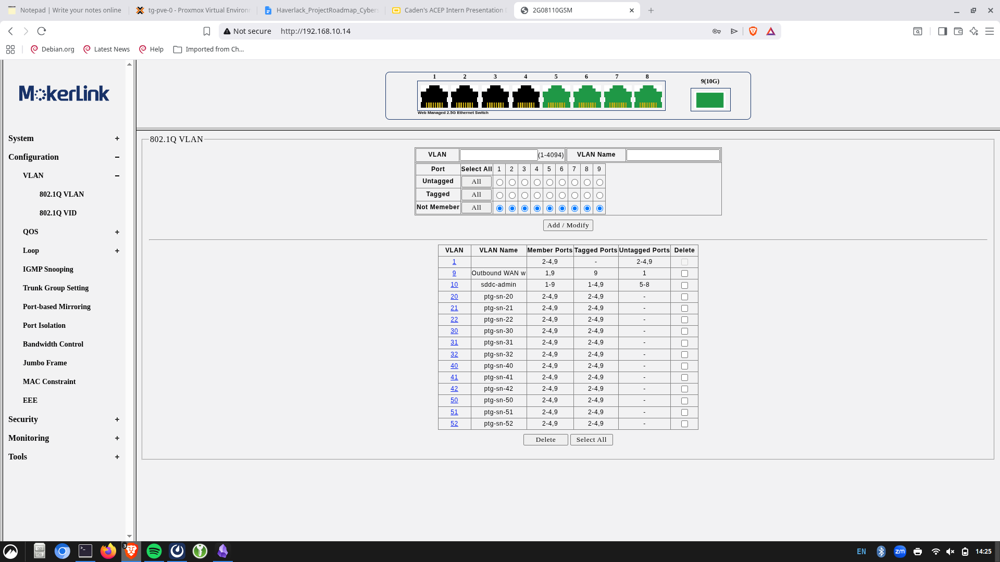 Notepad | Write your notes online
tg-pve-0 - Proxmox Virtual Environ
Haverlack_ProjectRoadmap_Cybers
Caden's ACEP Intern Presentation
2G08110GSM
Not secure http://192.168.10.14
Debian.org Latest News Help Imported from Ch...
MokerLink
System +
Configuration −
VLAN −
802.1Q VLAN
802.1Q VID
QOS +
Loop +
IGMP Snooping
Trunk Group Setting
Port-based Mirroring
Port Isolation
Bandwidth Control
Jumbo Frame
MAC Constraint
EEE
Security +
Monitoring +
Tools +
1 2 3 4 5 6 7 8 9(10G)
Web Managed 2.5G Ethernet Switch
802.1Q VLAN
VLAN (1-4094) VLAN Name
Port Select All 1 2 3 4 5 6 7 8 9
Untagged All
Tagged All
Not Memeber All
Add / Modify
VLAN VLAN Name Member Ports Tagged Ports Untagged Ports Delete
1 2-4,9 - 2-4,9
9 Outbound WAN w 1,9 9 1
10 sddc-admin 1-9 1-4,9 5-8
20 ptg-sn-20 2-4,9 2-4,9 -
21 ptg-sn-21 2-4,9 2-4,9 -
22 ptg-sn-22 2-4,9 2-4,9 -
30 ptg-sn-30 2-4,9 2-4,9 -
31 ptg-sn-31 2-4,9 2-4,9 -
32 ptg-sn-32 2-4,9 2-4,9 -
40 ptg-sn-40 2-4,9 2-4,9 -
41 ptg-sn-41 2-4,9 2-4,9 -
42 ptg-sn-42 2-4,9 2-4,9 -
50 ptg-sn-50 2-4,9 2-4,9 -
51 ptg-sn-51 2-4,9 2-4,9 -
52 ptg-sn-52 2-4,9 2-4,9 -
Delete Select All
3
EN zm 14:25